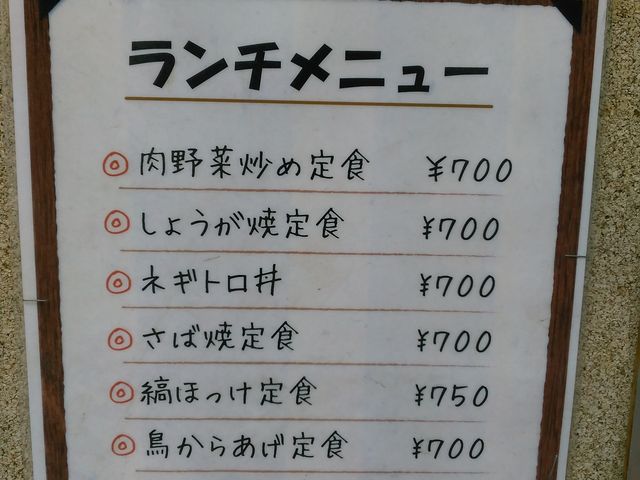 ランチメニュー
◎肉野菜炒め定食 ¥700
◎しょうが焼定食 ¥700
◎ネギトロ丼 ¥700
◎さば焼定食 ¥700
◎縞ほっけ定食 ¥750
◎鳥からあげ定食 ¥700